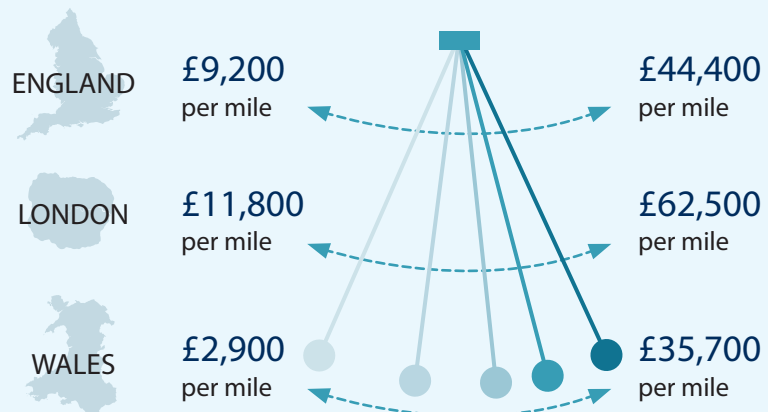 ENGLAND
£9,200
per mile
£44,400
per mile
LONDON
£11,800
per mile
£62,500
per mile
WALES
£2,900
per mile
£35,700
per mile